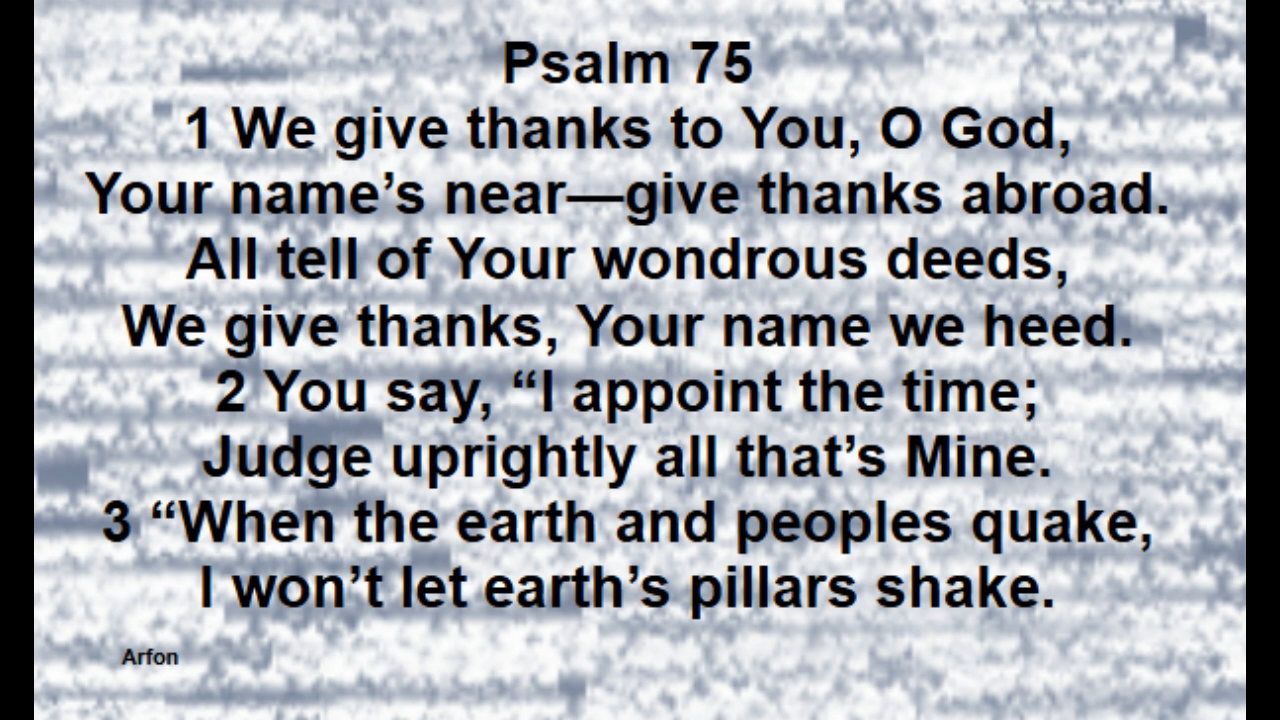 Psalm 75
1 We give thanks to You, O God,
Your name’s near—give thanks abroad.
All tell of Your wondrous deeds,
We give thanks, Your name we heed.
2 You say, “I appoint the time;
Judge uprightly all that’s Mine.
3 “When the earth and peoples quake,
I won’t let earth’s pillars shake.
Arfon